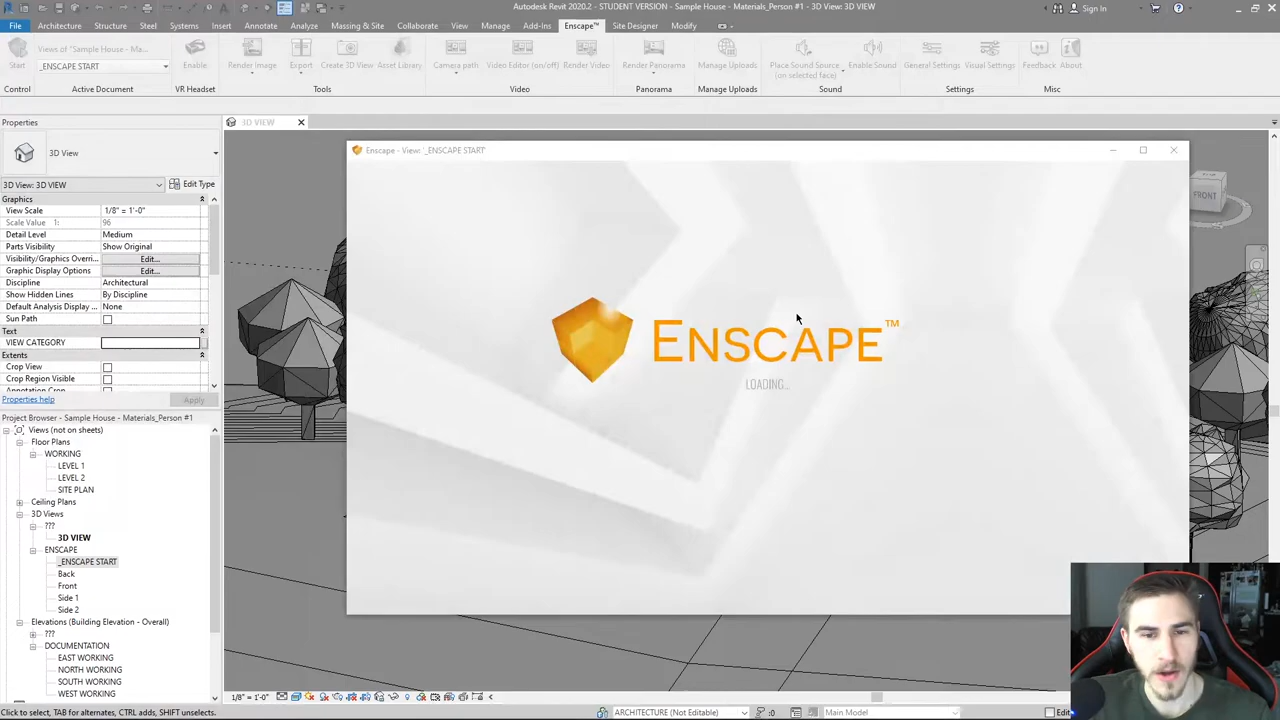 Autodesk Revit 2020.2 - STUDENT VERSION - Sample House - Materials_Person #1 - 3D View: 3D VIEW
Sign In
File Architecture Structure Steel Systems Insert Annotate Analyze Massing & Site Collaborate View Manage Add-Ins Enscape™ Site Designer Modify
Views of "Sample House - Ma...
_ENSCAPE START
Start
Enable
Render Image
Export
Create 3D View
Asset Library
Camera path
Video Editor (on/off)
Render Video
Render Panorama
Manage Uploads
Place Sound Source
(on selected face)
Enable Sound
General Settings
Visual Settings
Feedback
About
Control Active Document VR Headset Tools Video Panorama Manage Uploads Sound Settings Misc
Properties
3D VIEW
3D View
3D View: 3D VIEW
Edit Type
Graphics
View Scale 1/8" = 1'-0"
Scale Value 1: 96
Detail Level Medium
Parts Visibility Show Original
Visibility/Graphics Overri... Edit...
Graphic Display Options Edit...
Discipline Architectural
Show Hidden Lines By Discipline
Default Analysis Display ... None
Sun Path
Text
VIEW CATEGORY
Extents
Crop View
Crop Region Visible
Properties help
Apply
Project Browser - Sample House - Materials_Person #1
Views (not on sheets)
Floor Plans
WORKING
LEVEL 1
LEVEL 2
SITE PLAN
Ceiling Plans
3D Views
???
3D VIEW
ENSCAPE
_ENSCAPE START
Back
Front
Side 1
Side 2
Elevations (Building Elevation - Overall)
???
DOCUMENTATION
EAST WORKING
NORTH WORKING
SOUTH WORKING
WEST WORKING
Enscape - View: '_ENSCAPE START'
ENSCAPE™
LOADING...
FRONT
1/8" = 1'-0"
Click to select, TAB for alternates, CTRL adds, SHIFT unselects.
ARCHITECTURE (Not Editable)
:0
Main Model
Edit